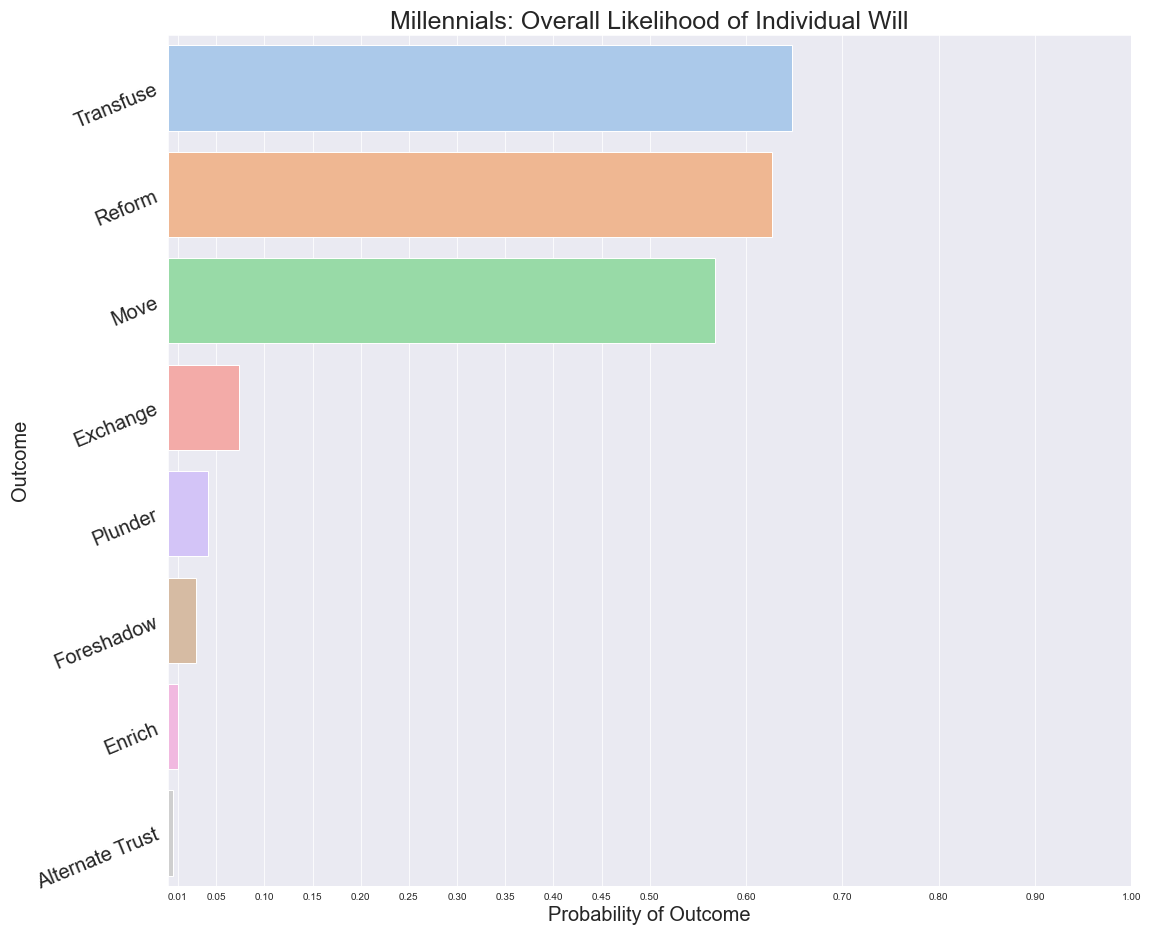 Millennials: Overall Likelihood of Individual Will
Outcome
Transfuse
Reform
Move
Exchange
Plunder
Foreshadow
Enrich
Alternate Trust
0.01 0.05 0.10 0.15 0.20 0.25 0.30 0.35 0.40 0.45 0.50 0.60 0.70 0.80 0.90 1.00
Probability of Outcome